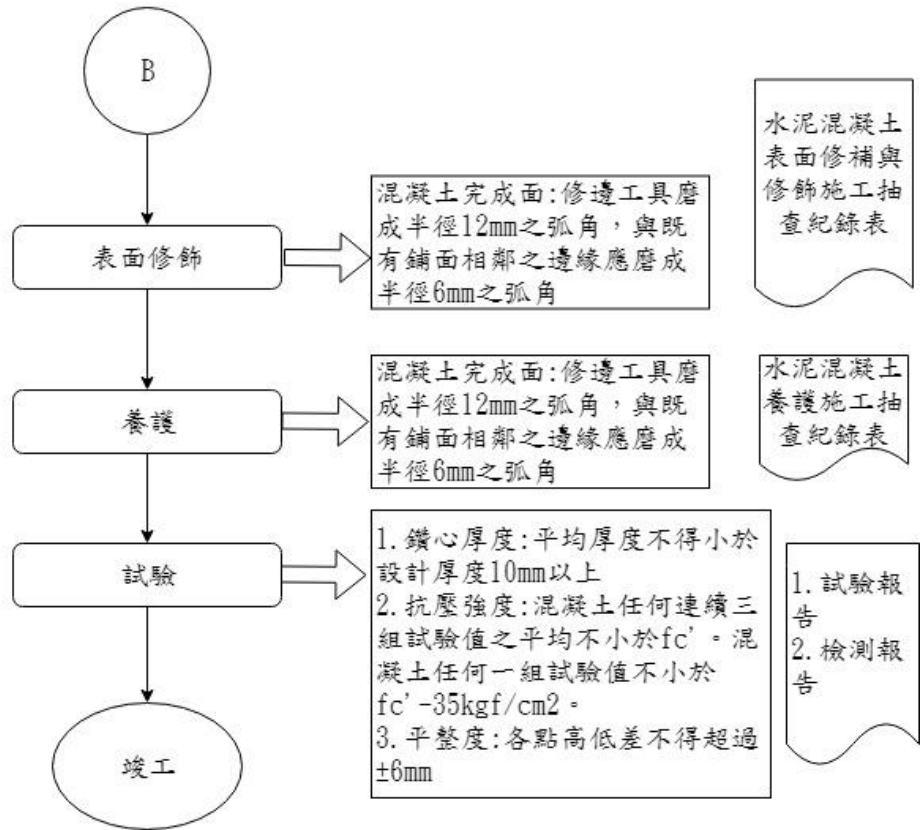 B
表面修飾
混凝土完成面:修邊工具磨
成半徑12mm之弧角，與既
有鋪面相鄰之邊緣應磨成
半徑6mm之弧角
水泥混凝土
表面修補與
修飾施工抽
查紀錄表
養護
混凝土完成面:修邊工具磨
成半徑12mm之弧角，與既
有鋪面相鄰之邊緣應磨成
半徑6mm之弧角
水泥混凝土
養護施工抽
查紀錄表
試驗
1.鑽心厚度:平均厚度不得小於
設計厚度10mm以上
2.抗壓強度:混凝土任何連續三
組試驗值之平均不小於fc'。混
凝土任何一組試驗值不小於
fc'-35kgf/cm2。
3.平整度:各點高低差不得超過
±6mm
1.試驗報
告
2.檢測報
告
竣工